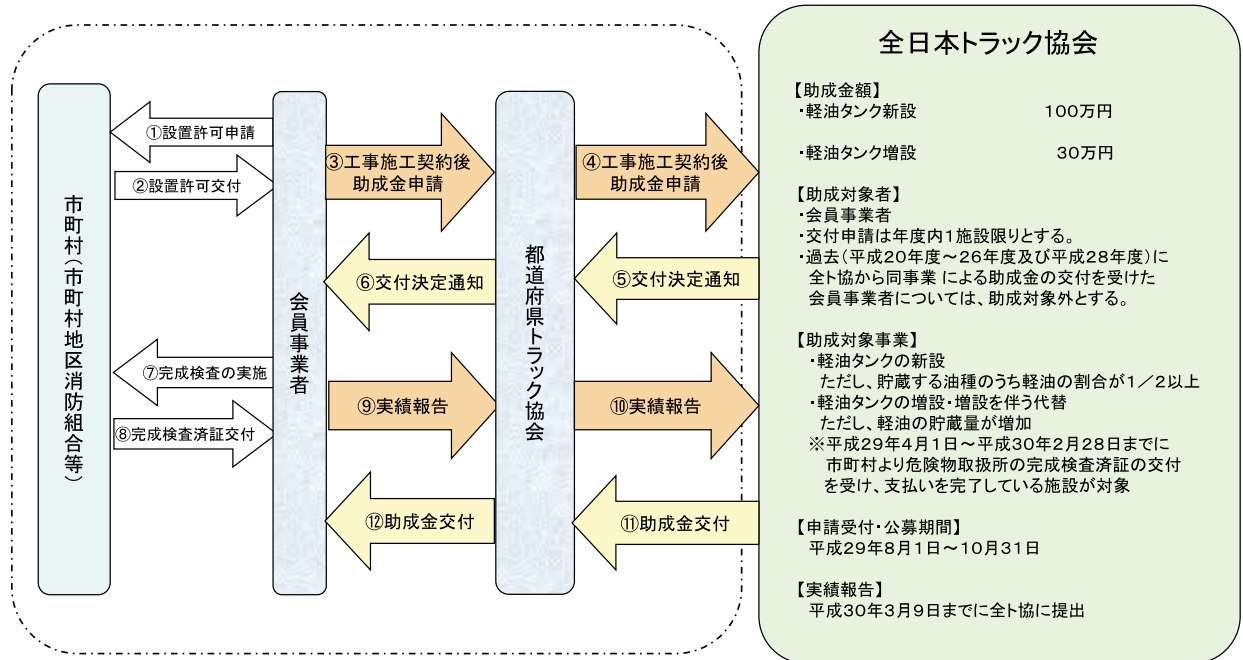 市町村（市町村地区消防組合等）
会員事業者
都道府県トラック協会
①設置許可申請
②設置許可交付
③工事施工契約後
助成金申請
④工事施工契約後
助成金申請
⑥交付決定通知
⑤交付決定通知
⑦完成検査の実施
⑧完成検査済証交付
⑨実績報告
⑩実績報告
⑫助成金交付
⑪助成金交付
全日本トラック協会
【助成金額】
・軽油タンク新設　100万円
・軽油タンク増設　30万円
【助成対象者】
・会員事業者
・交付申請は年度内1施設限りとする。
・過去（平成20年度～26年度及び平成28年度）に
全ト協から同事業 による助成金の交付を受けた
会員事業者については、助成対象外とする。
【助成対象事業】
・軽油タンクの新設
ただし、貯蔵する油種のうち軽油の割合が1／2以上
・軽油タンクの増設・増設を伴う代替
ただし、軽油の貯蔵量が増加
※平成29年4月1日～平成30年2月28日までに
市町村より危険物取扱所の完成検査済証の交付
を受け、支払いを完了している施設が対象
【申請受付・公募期間】
平成29年8月1日～10月31日
【実績報告】
平成30年3月9日までに全ト協に提出